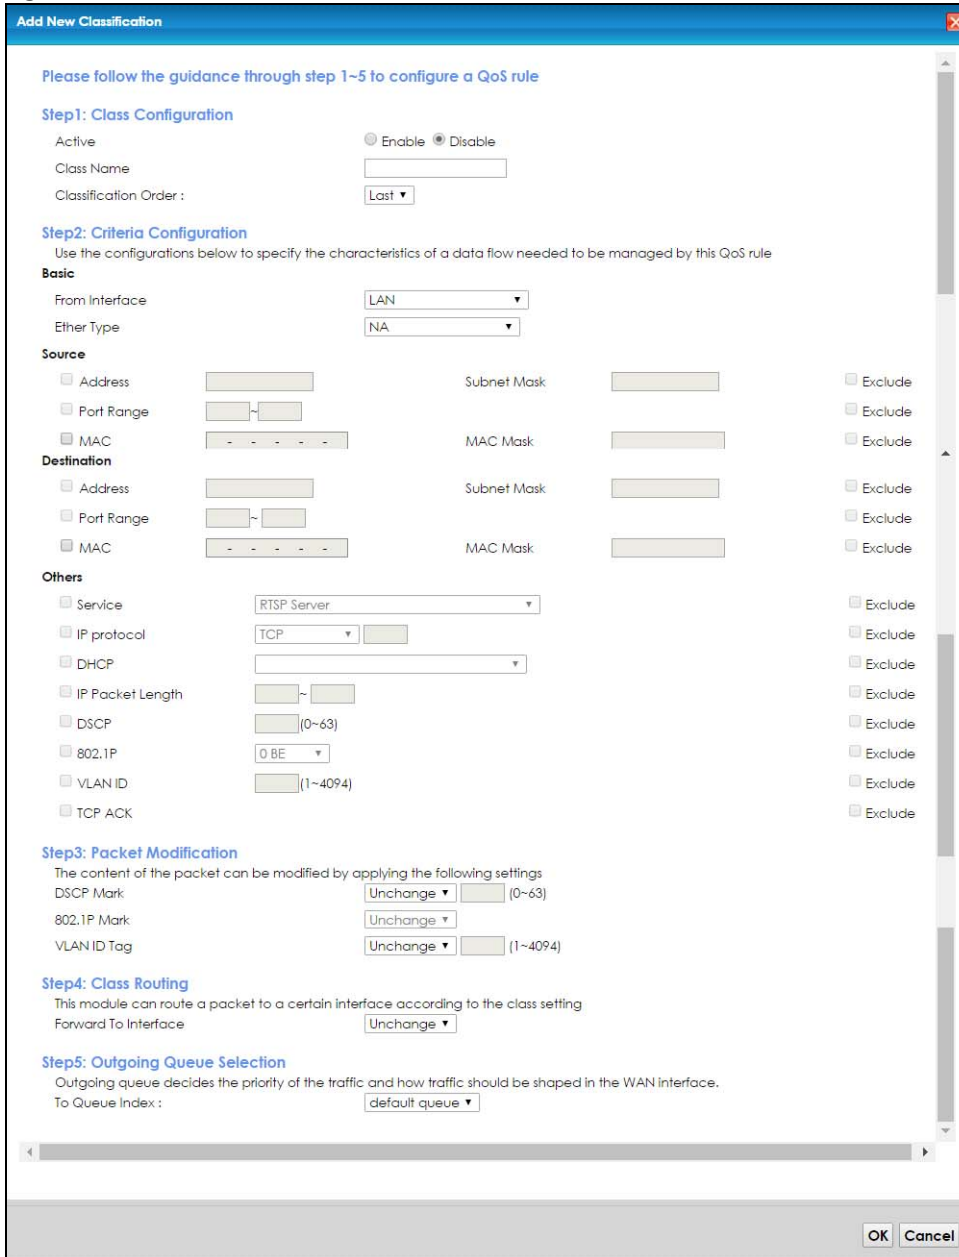 Add New Classification
Please follow the guidance through step 1~5 to configure a QoS rule
Step1: Class Configuration
Active Enable Disable
Class Name
Classification Order : Last
Step2: Criteria Configuration
Use the configurations below to specify the characteristics of a data flow needed to be managed by this QoS rule
Basic
From Interface LAN
Ether Type NA
Source
Address Subnet Mask Exclude
Port Range ~ Exclude
MAC - - - - - MAC Mask Exclude
Destination
Address Subnet Mask Exclude
Port Range ~ Exclude
MAC - - - - - MAC Mask Exclude
Others
Service RTSP Server Exclude
IP protocol TCP Exclude
DHCP Exclude
IP Packet Length ~ Exclude
DSCP (0~63) Exclude
802.1P 0 BE Exclude
VLAN ID (1~4094) Exclude
TCP ACK Exclude
Step3: Packet Modification
The content of the packet can be modified by applying the following settings
DSCP Mark Unchange (0~63)
802.1P Mark Unchange
VLAN ID Tag Unchange (1~4094)
Step4: Class Routing
This module can route a packet to a certain interface according to the class setting
Forward To Interface Unchange
Step5: Outgoing Queue Selection
Outgoing queue decides the priority of the traffic and how traffic should be shaped in the WAN interface.
To Queue Index : default queue
OK Cancel